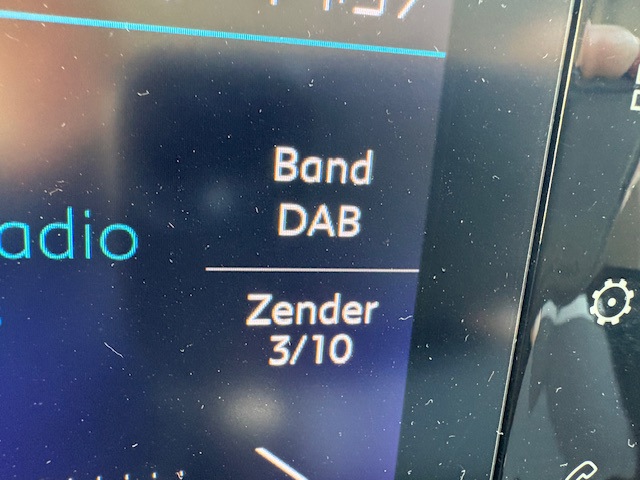 adio
Band
DAB
Zender
3/10